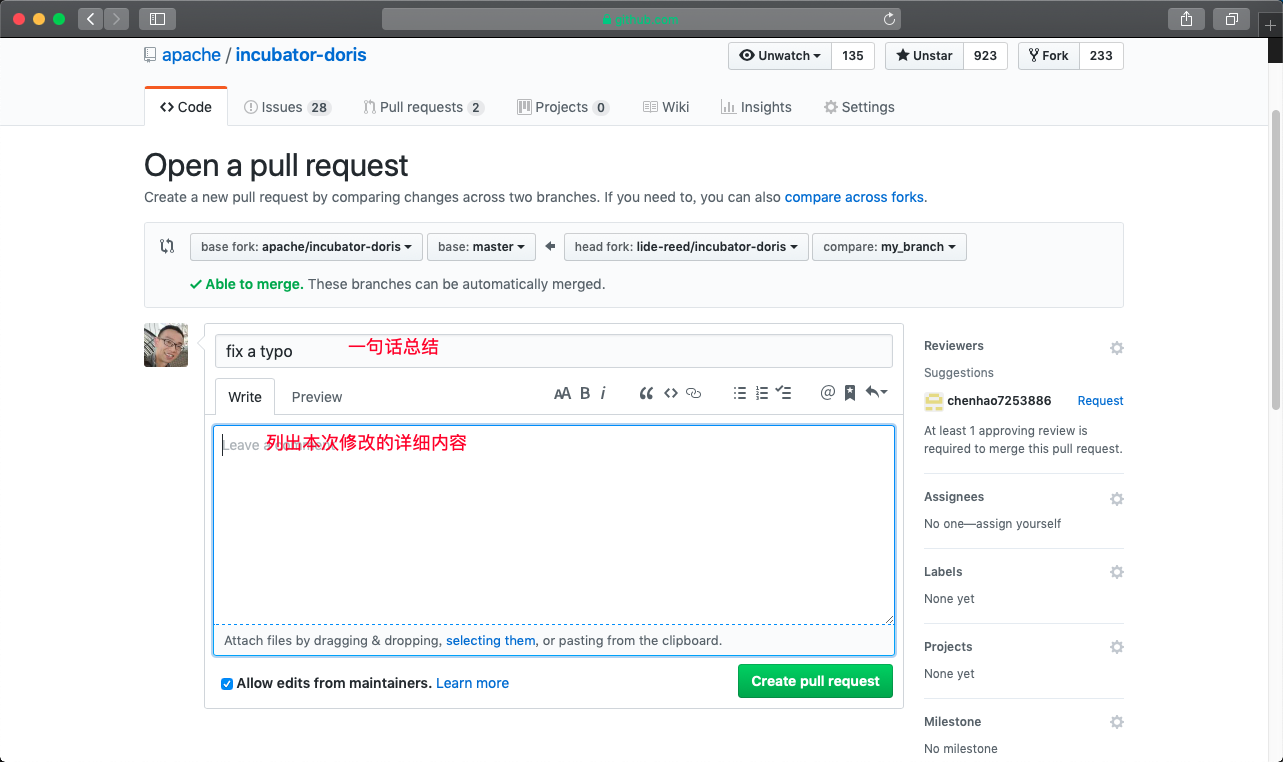 github.com
apache / incubator-doris
Unwatch 135 Unstar 923 Fork 233
Code Issues 28 Pull requests 2 Projects 0 Wiki Insights Settings
Open a pull request
Create a new pull request by comparing changes across two branches. If you need to, you can also compare across forks.
base fork: apache/incubator-doris base: master head fork: lide-reed/incubator-doris compare: my_branch
Able to merge. These branches can be automatically merged.
fix a typo 一句话总结
Write Preview
AA B i
Leave a comment
列出本次修改的详细内容
Attach files by dragging & dropping, selecting them, or pasting from the clipboard.
Allow edits from maintainers. Learn more
Create pull request
Reviewers
Suggestions
chenhao7253886 Request
At least 1 approving review is
required to merge this pull request.
Assignees
No one—assign yourself
Labels
None yet
Projects
None yet
Milestone
No milestone